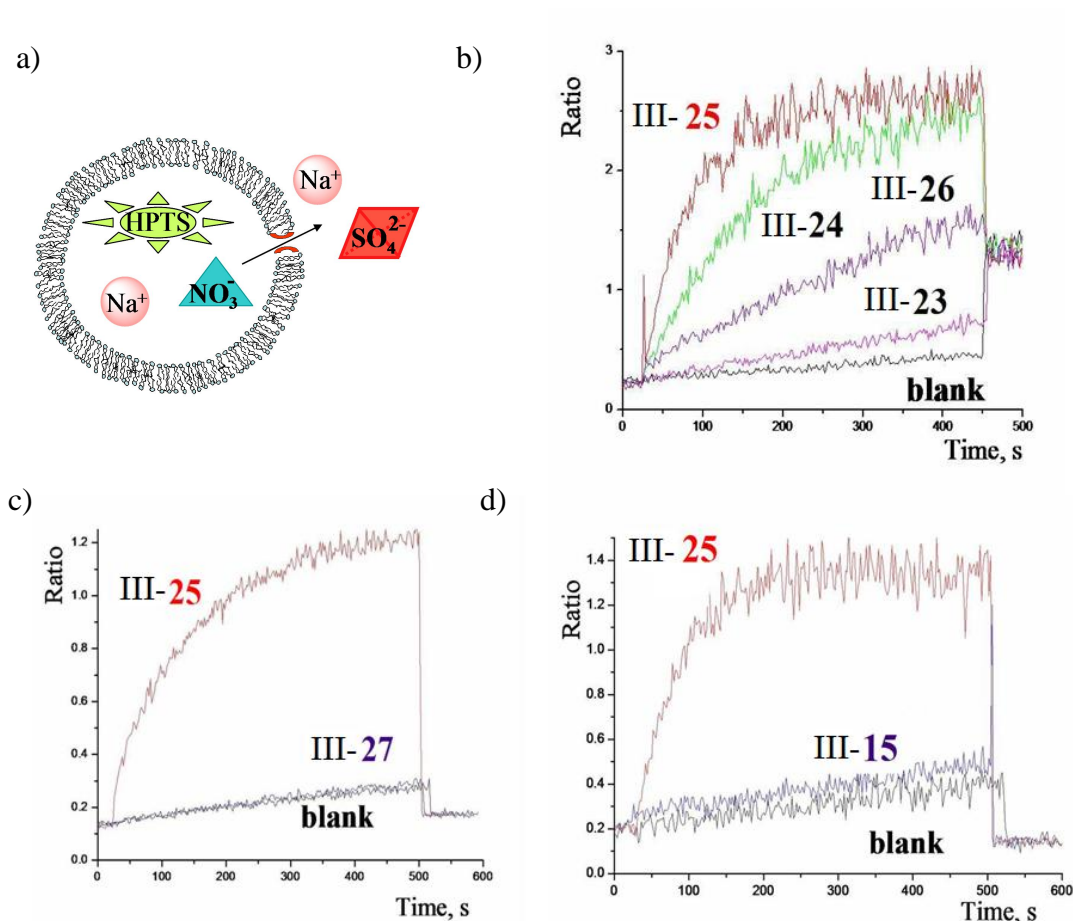 a)
HPTS
Na+
Na+
NO3-
SO4 2-
b)
Ratio
3
2
1
0
III-25
III-24
III-26
III-23
blank
0
100
200
300
400
500
Time, s
c)
Ratio
1.2
1.0
0.8
0.6
0.4
0.2
0.0
III-25
III-27
blank
0
100
200
300
400
500
600
Time, s
d)
Ratio
1.4
1.2
1.0
0.8
0.6
0.4
0.2
0.0
III-25
III-15
blank
0
100
200
300
400
500
600
Time, s